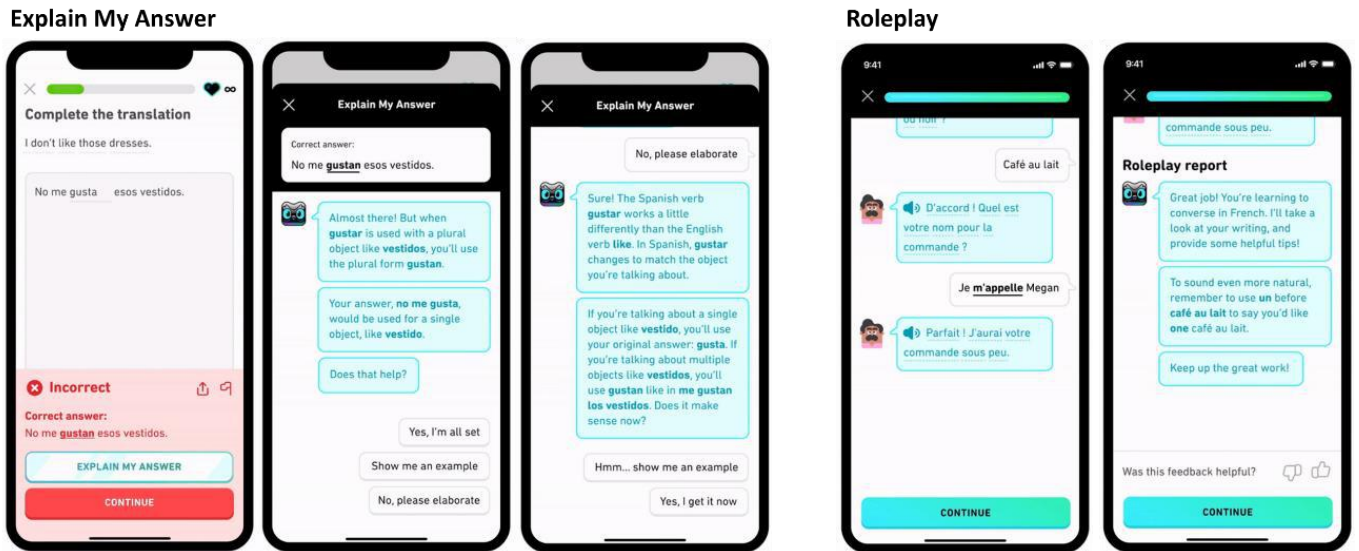 Explain My Answer
Complete the translation
I don't like those dresses.
No me gusta esos vestidos.
Incorrect
Correct answer:
No me gustan esos vestidos.
EXPLAIN MY ANSWER
CONTINUE
Explain My Answer
Correct answer:
No me gustan esos vestidos.
Almost there! But when
gustar is used with a plural
object like vestidos, you'll use
the plural form gustan.
Your answer, no me gusta,
would be used for a single
object, like vestido.
Does that help?
Yes, I'm all set
Show me an example
No, please elaborate
Explain My Answer
No, please elaborate
Sure! The Spanish verb
gustar works a little
differently than the English
verb like. In Spanish, gustar
changes to match the object
you're talking about.
If you're talking about a single
object like vestido, you'll use
your original answer: gusta. If
you're talking about multiple
objects like vestidos, you'll
use gustan like in me gustan
los vestidos. Does it make
sense now?
Hmm... show me an example
Yes, I get it now
Roleplay
9:41
ou noir ?
Café au lait
D'accord ! Quel est
votre nom pour la
commande ?
Je m'appelle Megan
Parfait ! J'aurai votre
commande sous peu.
CONTINUE
9:41
commande sous peu.
Roleplay report
Great job! You're learning to
converse in French. I'll take a
look at your writing, and
provide some helpful tips!
To sound even more natural,
remember to use un before
café au lait to say you'd like
one café au lait.
Keep up the great work!
Was this feedback helpful?
CONTINUE